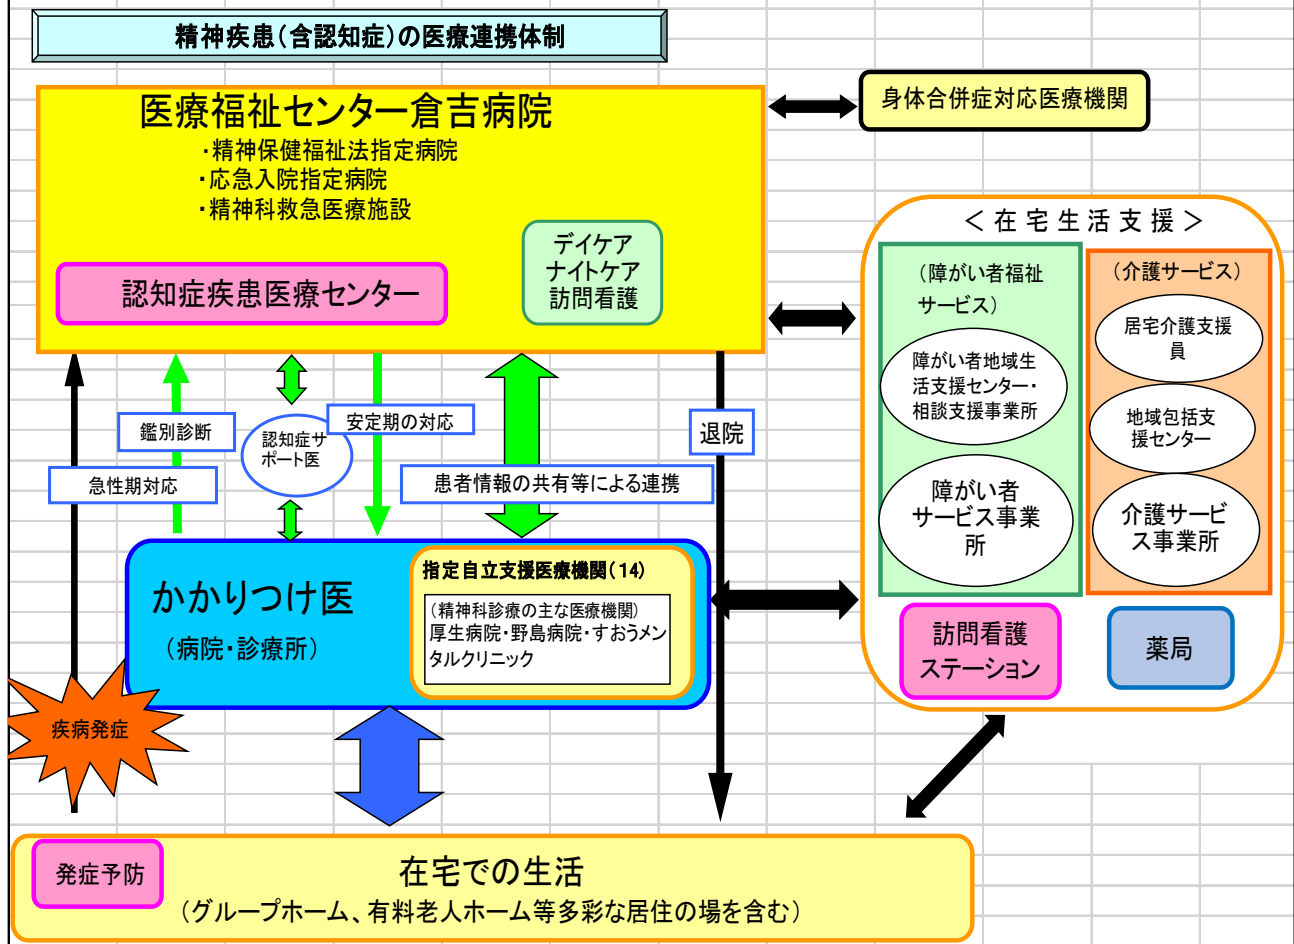 精神疾患(含認知症)の医療連携体制
医療福祉センター倉吉病院
・精神保健福祉法指定病院
・応急入院指定病院
・精神科救急医療施設
認知症疾患医療センター
デイケア
ナイトケア
訪問看護
身体合併症対応医療機関
＜在宅生活支援＞
（障がい者福祉
サービス）
障がい者地域生
活支援センター・
相談支援事業所
障がい者
サービス事業
所
（介護サービス）
居宅介護支援
員
地域包括支
援センター
介護サービ
ス事業所
訪問看護
ステーション
薬局
鑑別診断
急性期対応
認知症サ
ポート医
安定期の対応
患者情報の共有等による連携
退院
かかりつけ医
（病院・診療所）
指定自立支援医療機関(14)
(精神科診療の主な医療機関)
厚生病院・野島病院・すおうメン
タルクリニック
疾病発症
発症予防
在宅での生活
（グループホーム、有料老人ホーム等多彩な居住の場を含む）